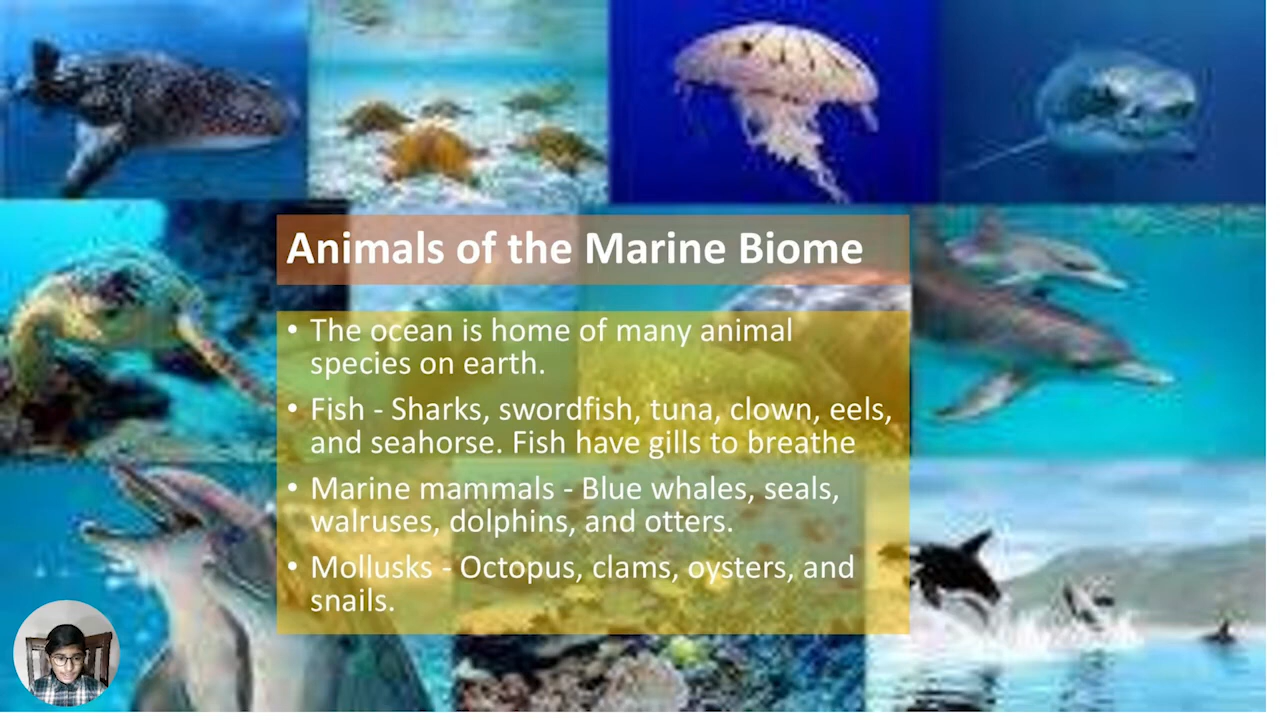 Animals of the Marine Biome
• The ocean is home of many animal
species on earth.
• Fish - Sharks, swordfish, tuna, clown, eels,
and seahorse. Fish have gills to breathe
• Marine mammals - Blue whales, seals,
walruses, dolphins, and otters.
• Mollusks - Octopus, clams, oysters, and
snails.